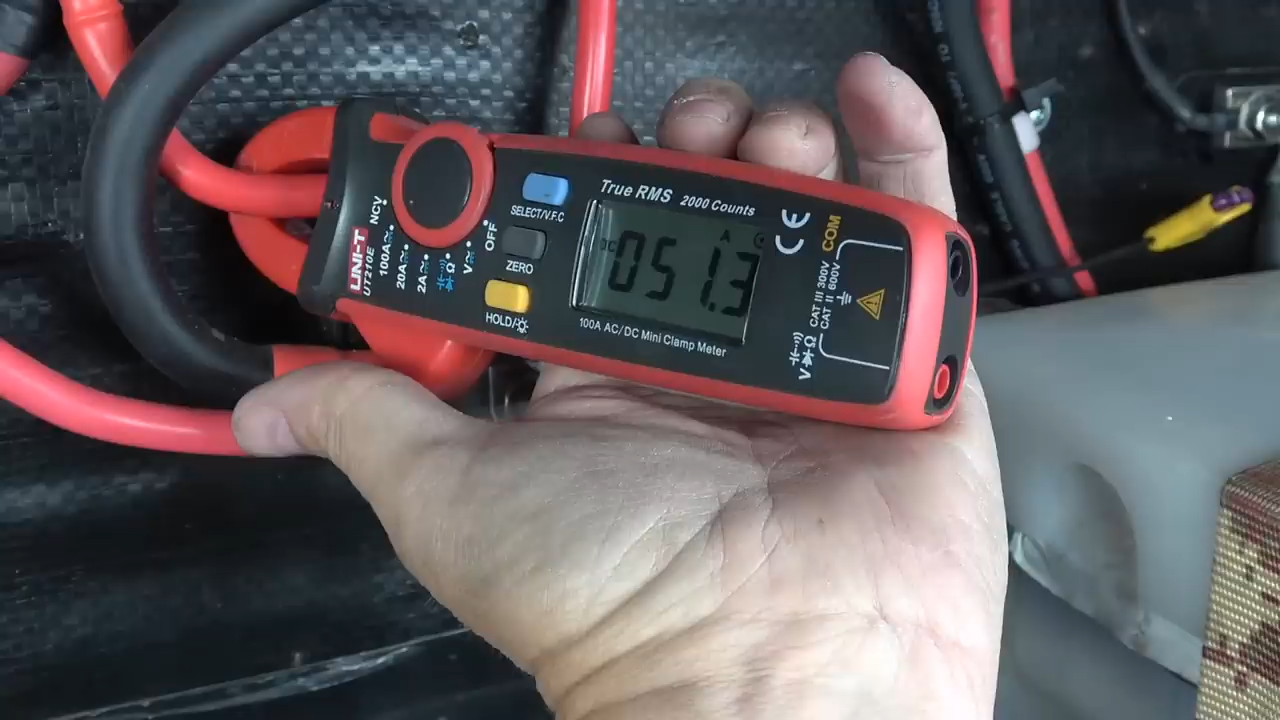 True RMS 2000 Counts
SELECT/V.F.C
ZERO
HOLD/
DC
A
051.3
100A AC/DC Mini Clamp Meter
UNI-T
UT210E
NCV
100A
20A
2A
Ω
V
OFF
CE
COM
CAT III 300V
CAT II 600V
V Ω